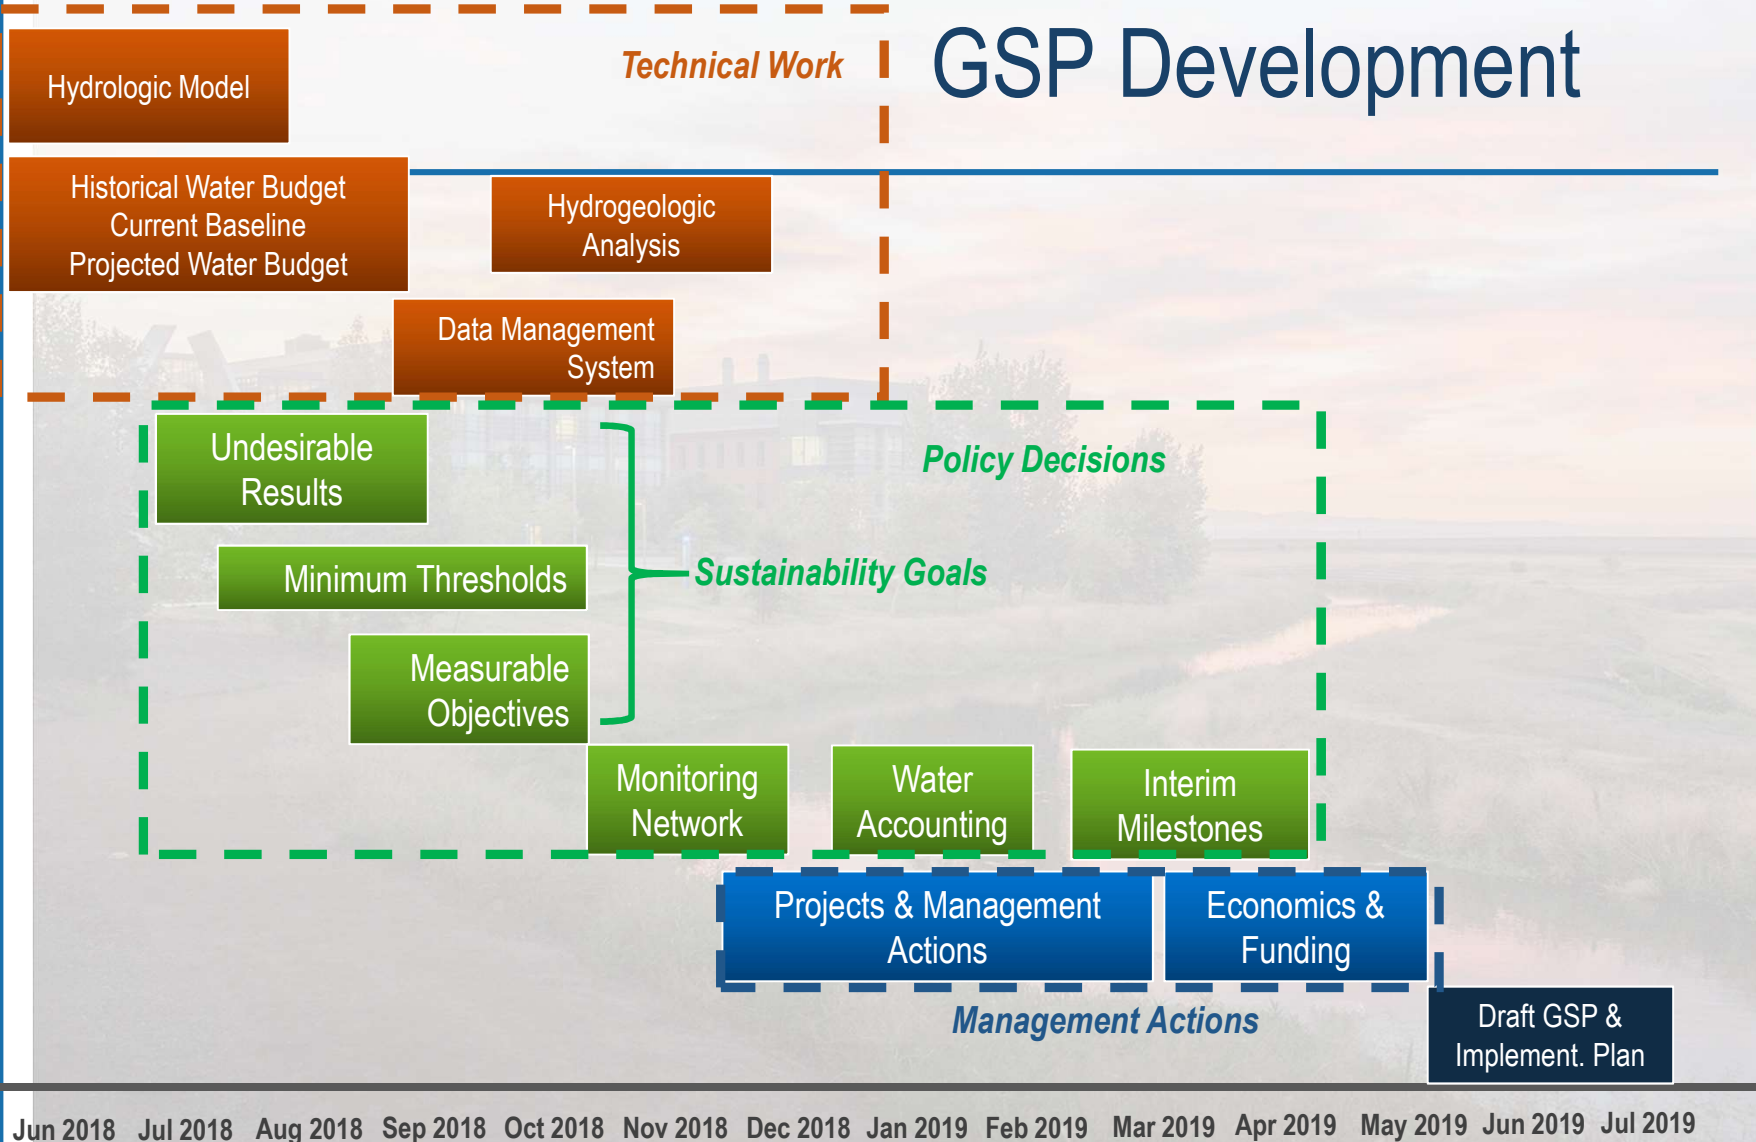 GSP Development
Technical Work
Hydrologic Model
Historical Water Budget
Current Baseline
Projected Water Budget
Hydrogeologic
Analysis
Data Management
System
Undesirable
Results
Policy Decisions
Minimum Thresholds
Sustainability Goals
Measurable
Objectives
Monitoring
Network
Water
Accounting
Interim
Milestones
Projects & Management
Actions
Economics &
Funding
Management Actions
Draft GSP &
Implement. Plan
Jun 2018 Jul 2018 Aug 2018 Sep 2018 Oct 2018 Nov 2018 Dec 2018 Jan 2019 Feb 2019 Mar 2019 Apr 2019 May 2019 Jun 2019 Jul 2019